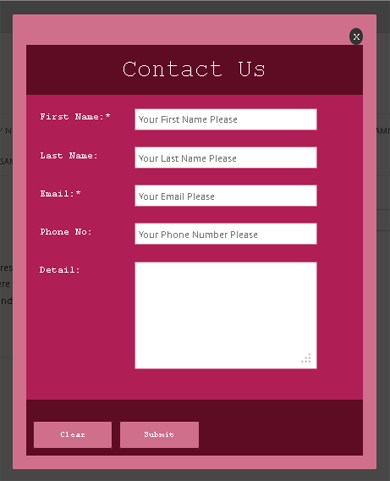 x
Contact Us
First Name:*
Your First Name Please
Last Name:
Your Last Name Please
Email:*
Your Email Please
Phone No:
Your Phone Number Please
Detail:
Clear
Submit